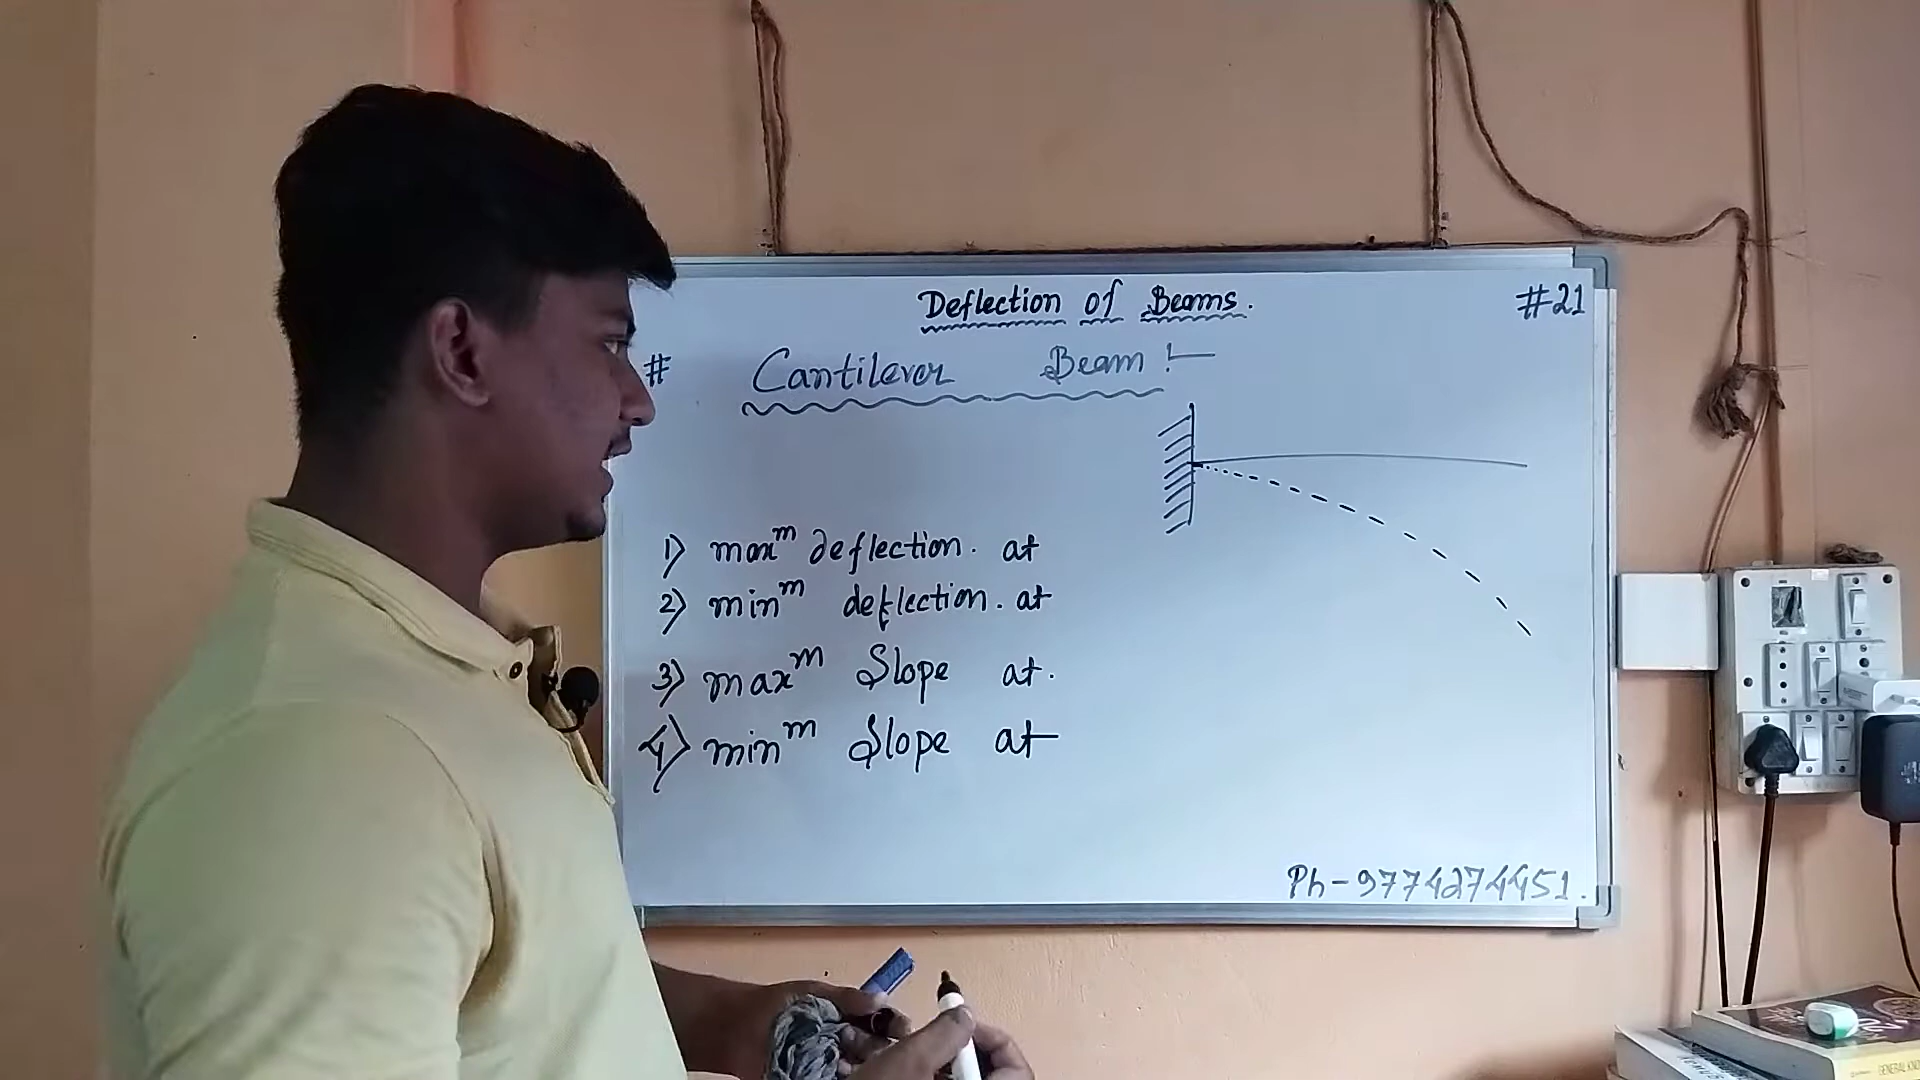 Deflection of Beams.
#21
# Cantilever Beam :-
1) maxᵐ deflection. at
2) minᵐ deflection. at
3) maxᵐ Slope at.
4) minᵐ Slope at
Ph-9774274451.
GENERAL